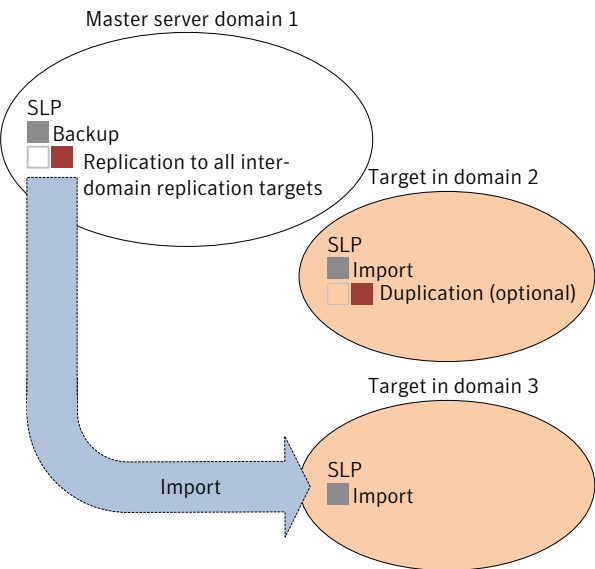 Master server domain 1
SLP
Backup
Replication to all inter-
domain replication targets
Target in domain 2
SLP
Import
Duplication (optional)
Target in domain 3
SLP
Import
Import